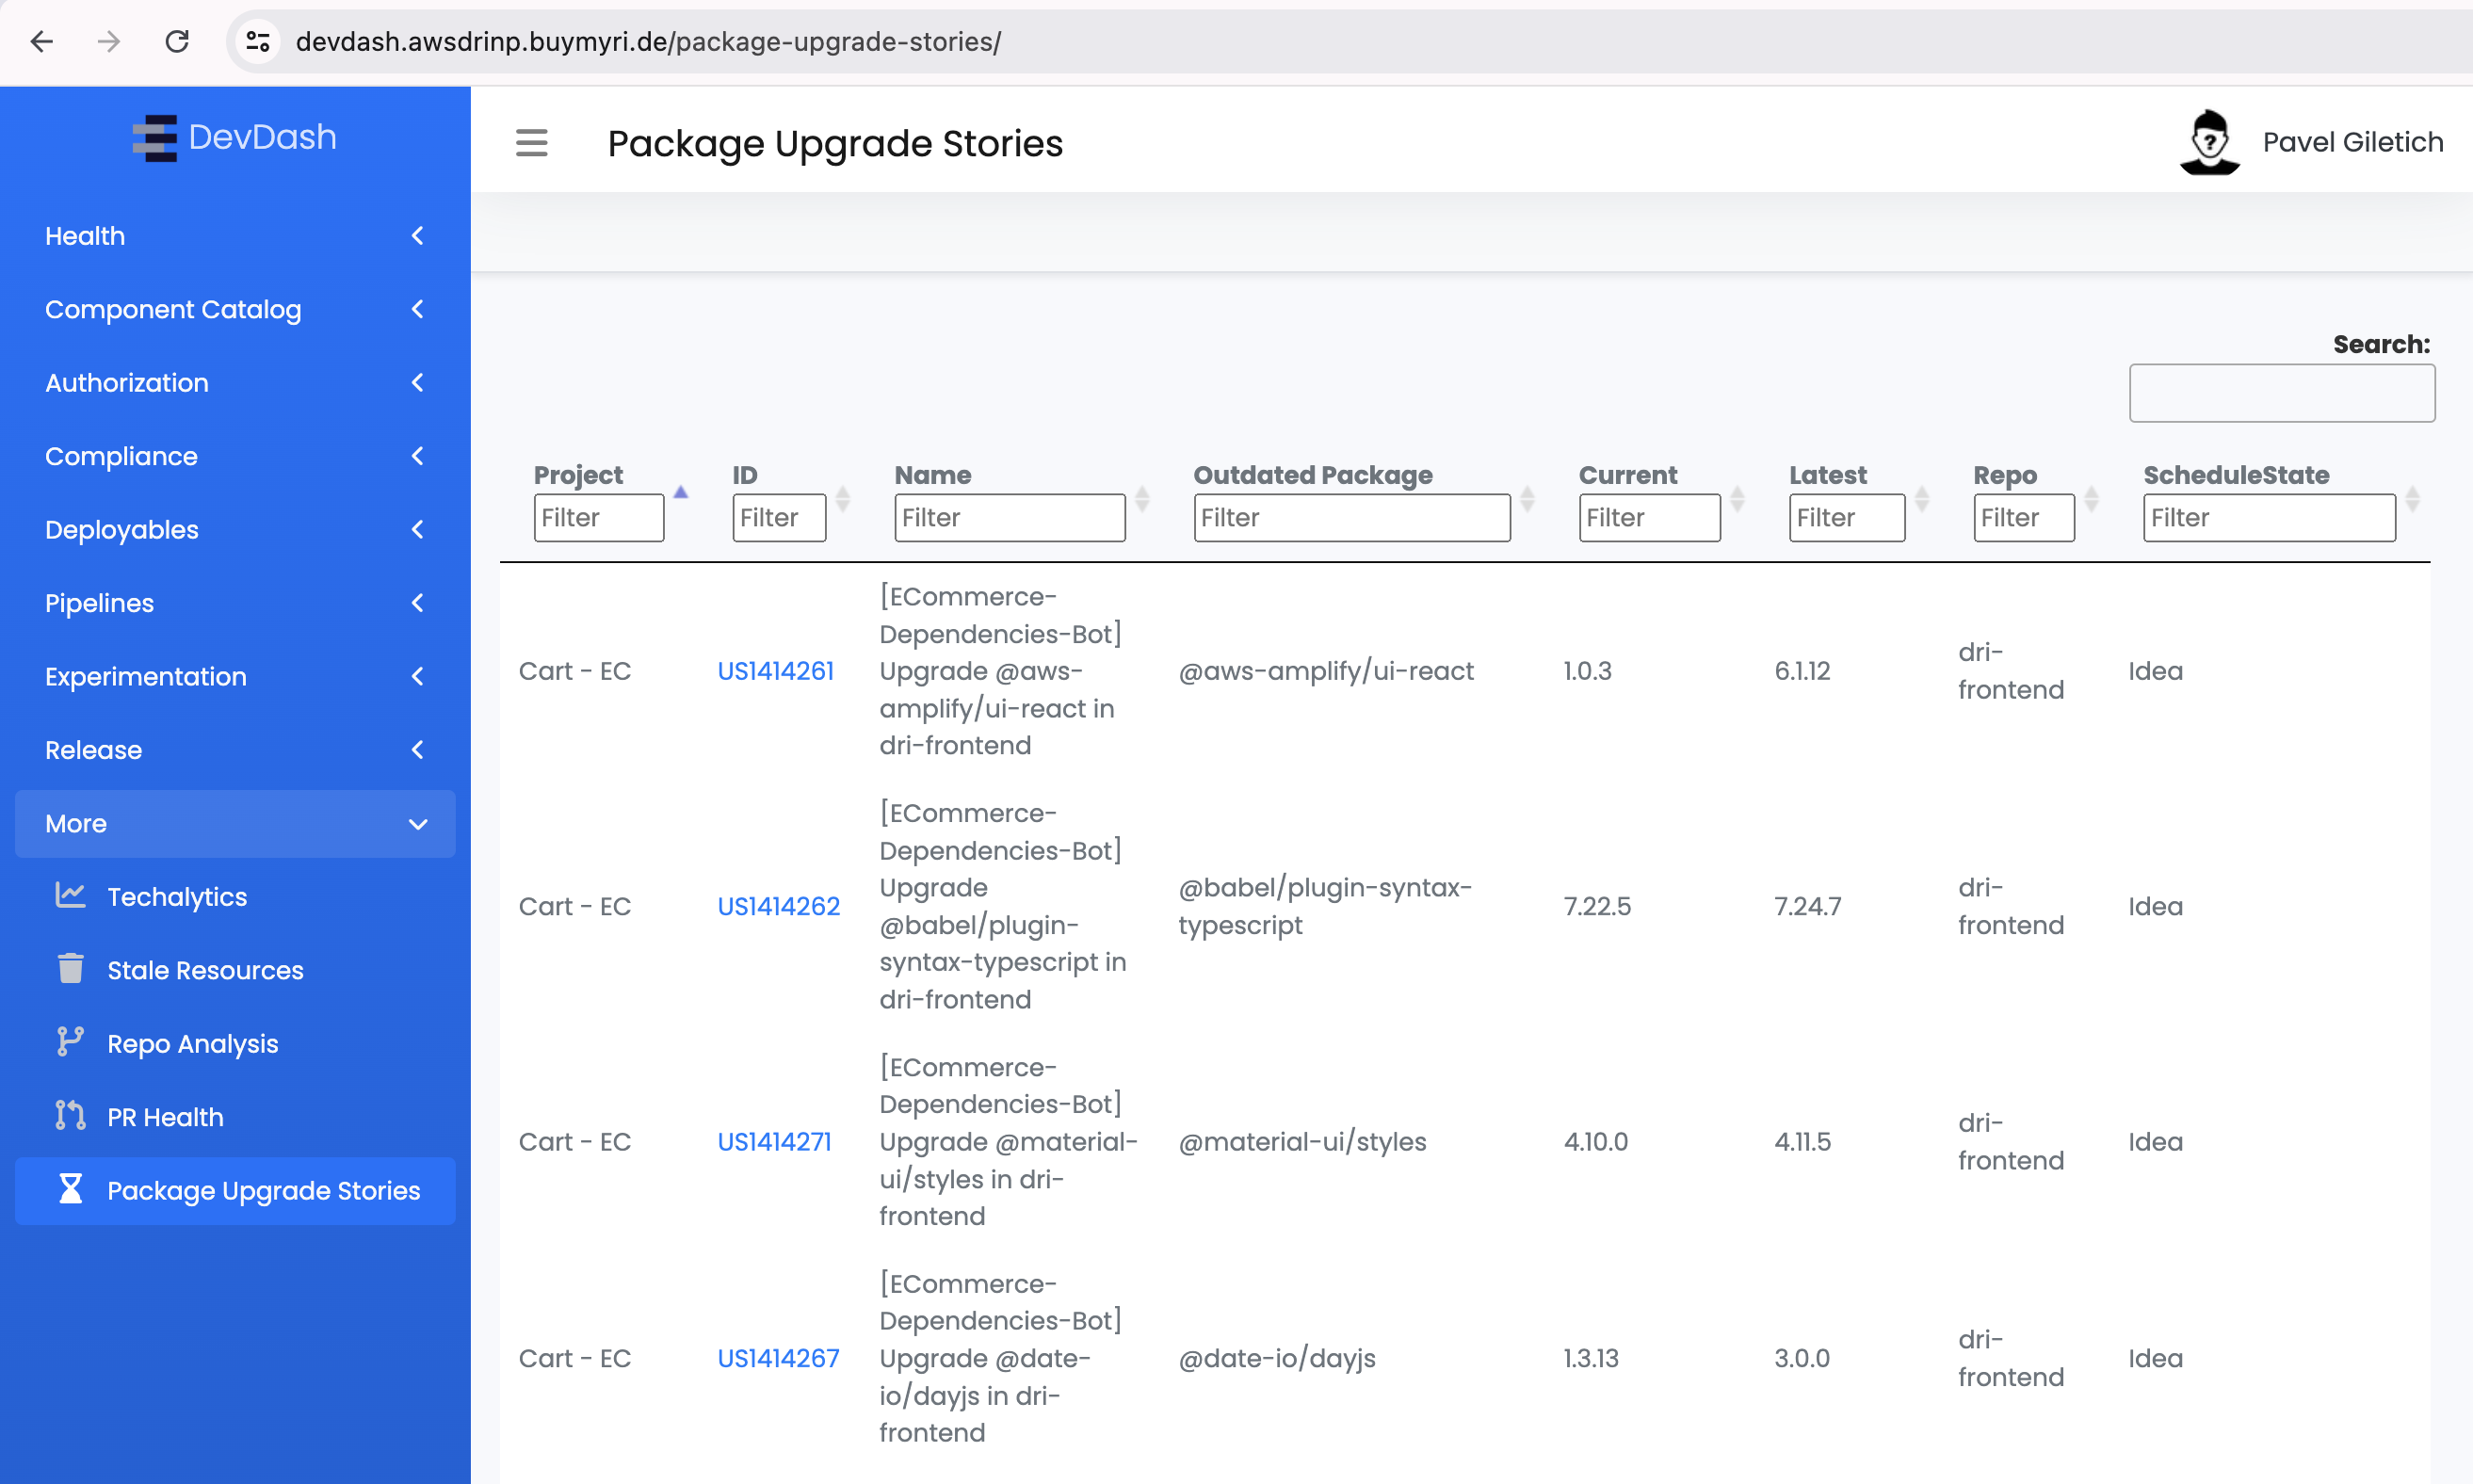 devdash.awsdrinp.buymyri.de/package-upgrade-stories/
DevDash
Package Upgrade Stories
?
Pavel Giletich
Health
Component Catalog
Authorization
Compliance
Deployables
Pipelines
Experimentation
Release
More
Techalytics
Stale Resources
Repo Analysis
PR Health
Package Upgrade Stories
Search:
Project ID Name Outdated Package Current Latest Repo ScheduleState
Filter Filter Filter Filter Filter Filter Filter Filter
[ECommerce-
Dependencies-Bot]
Upgrade @aws-
amplify/ui-react in
dri-frontend
Cart - EC US1414261 @aws-amplify/ui-react 1.0.3 6.1.12
dri-
frontend
Idea
[ECommerce-
Dependencies-Bot]
Upgrade
@babel/plugin-
syntax-typescript in
dri-frontend
Cart - EC US1414262
@babel/plugin-syntax-
typescript
7.22.5 7.24.7
dri-
frontend
Idea
[ECommerce-
Dependencies-Bot]
Upgrade @material-
ui/styles in dri-
frontend
Cart - EC US1414271 @material-ui/styles 4.10.0 4.11.5
dri-
frontend
Idea
[ECommerce-
Dependencies-Bot]
Upgrade @date-
io/dayjs in dri-
frontend
Cart - EC US1414267 @date-io/dayjs 1.3.13 3.0.0
dri-
frontend
Idea